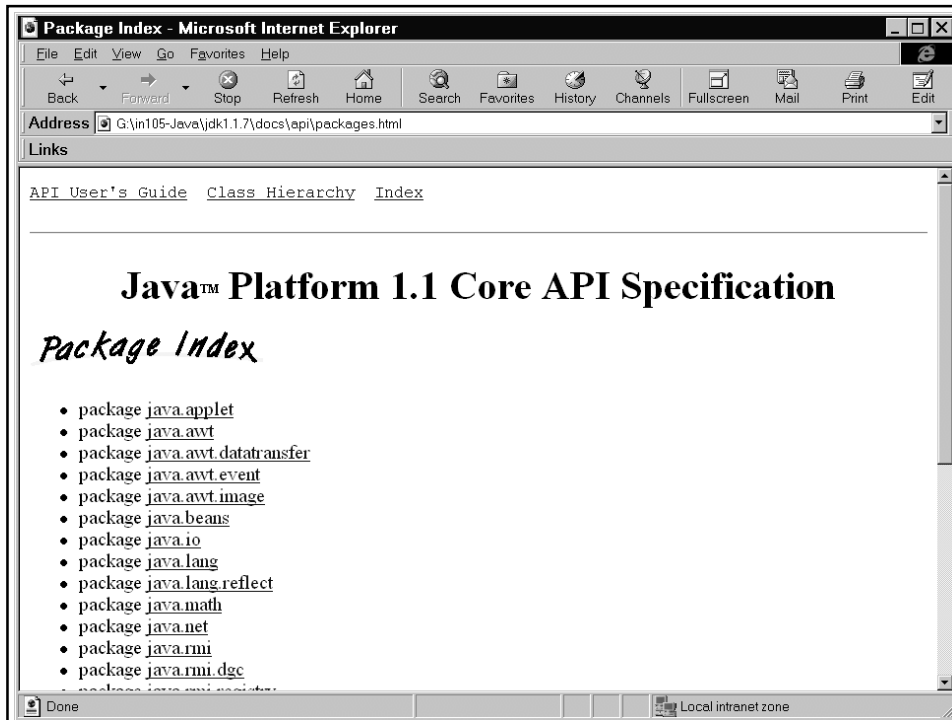 Package Index - Microsoft Internet Explorer
File Edit View Go Favorites Help
Back Forward Stop Refresh Home Search Favorites History Channels Fullscreen Mail Print Edit
Address G:\in105-Java\jdk1.1.7\docs\api\packages.html
Links
API User's Guide Class Hierarchy Index
Java™ Platform 1.1 Core API Specification
Package Index
• package java.applet
• package java.awt
• package java.awt.datatransfer
• package java.awt.event
• package java.awt.image
• package java.beans
• package java.io
• package java.lang
• package java.lang.reflect
• package java.math
• package java.net
• package java.rmi
• package java.rmi.dgc
• package java.rmi.registry
Done Local intranet zone